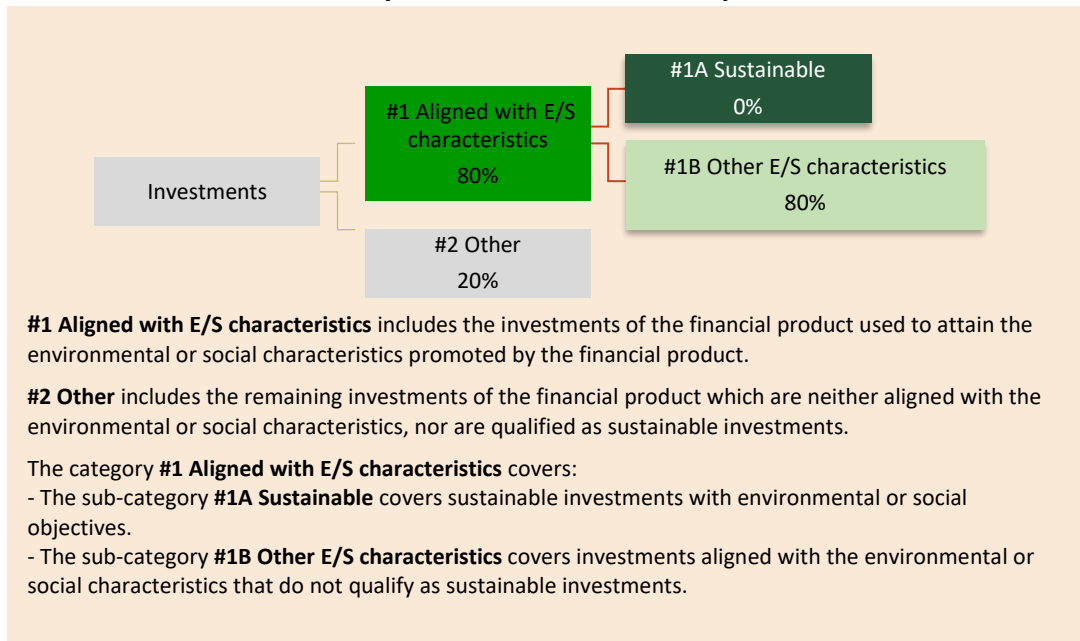 #1A Sustainable
0%
#1 Aligned with E/S
characteristics
80%
#1B Other E/S characteristics
80%
Investments
#2 Other
20%
#1 Aligned with E/S characteristics includes the investments of the financial product used to attain the
environmental or social characteristics promoted by the financial product.
#2 Other includes the remaining investments of the financial product which are neither aligned with the
environmental or social characteristics, nor are qualified as sustainable investments.
The category #1 Aligned with E/S characteristics covers:
- The sub-category #1A Sustainable covers sustainable investments with environmental or social
objectives.
- The sub-category #1B Other E/S characteristics covers investments aligned with the environmental or
social characteristics that do not qualify as sustainable investments.